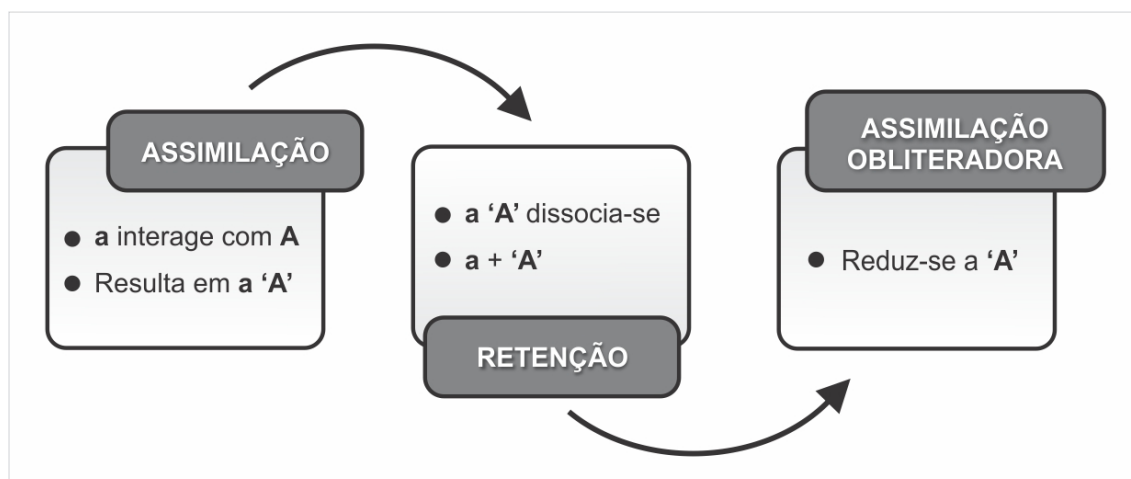 ASSIMILAÇÃO
● a interage com A
● Resulta em a ‘A’
● a ‘A’ dissocia-se
● a + ‘A’
RETENÇÃO
ASSIMILAÇÃO
OBLITERADORA
● Reduz-se a ‘A’